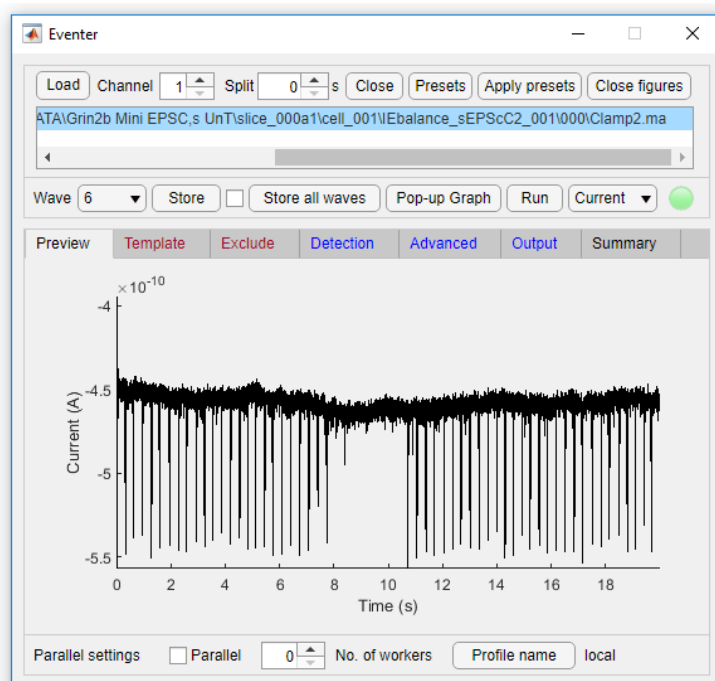 Eventer
Load Channel 1 Split 0 s Close Presets Apply presets Close figures
ATA\Grin2b Mini EPSC,s UnT\slice_000a1\cell_001\IEbalance_sEPScC2_001\000\Clamp2.ma
Wave 6 Store Store all waves Pop-up Graph Run Current
Preview Template Exclude Detection Advanced Output Summary
×10⁻¹⁰
-4
-4.5
Current (A)
-5
-5.5
0 2 4 6 8 10 12 14 16 18
Time (s)
Parallel settings Parallel 0 No. of workers Profile name local